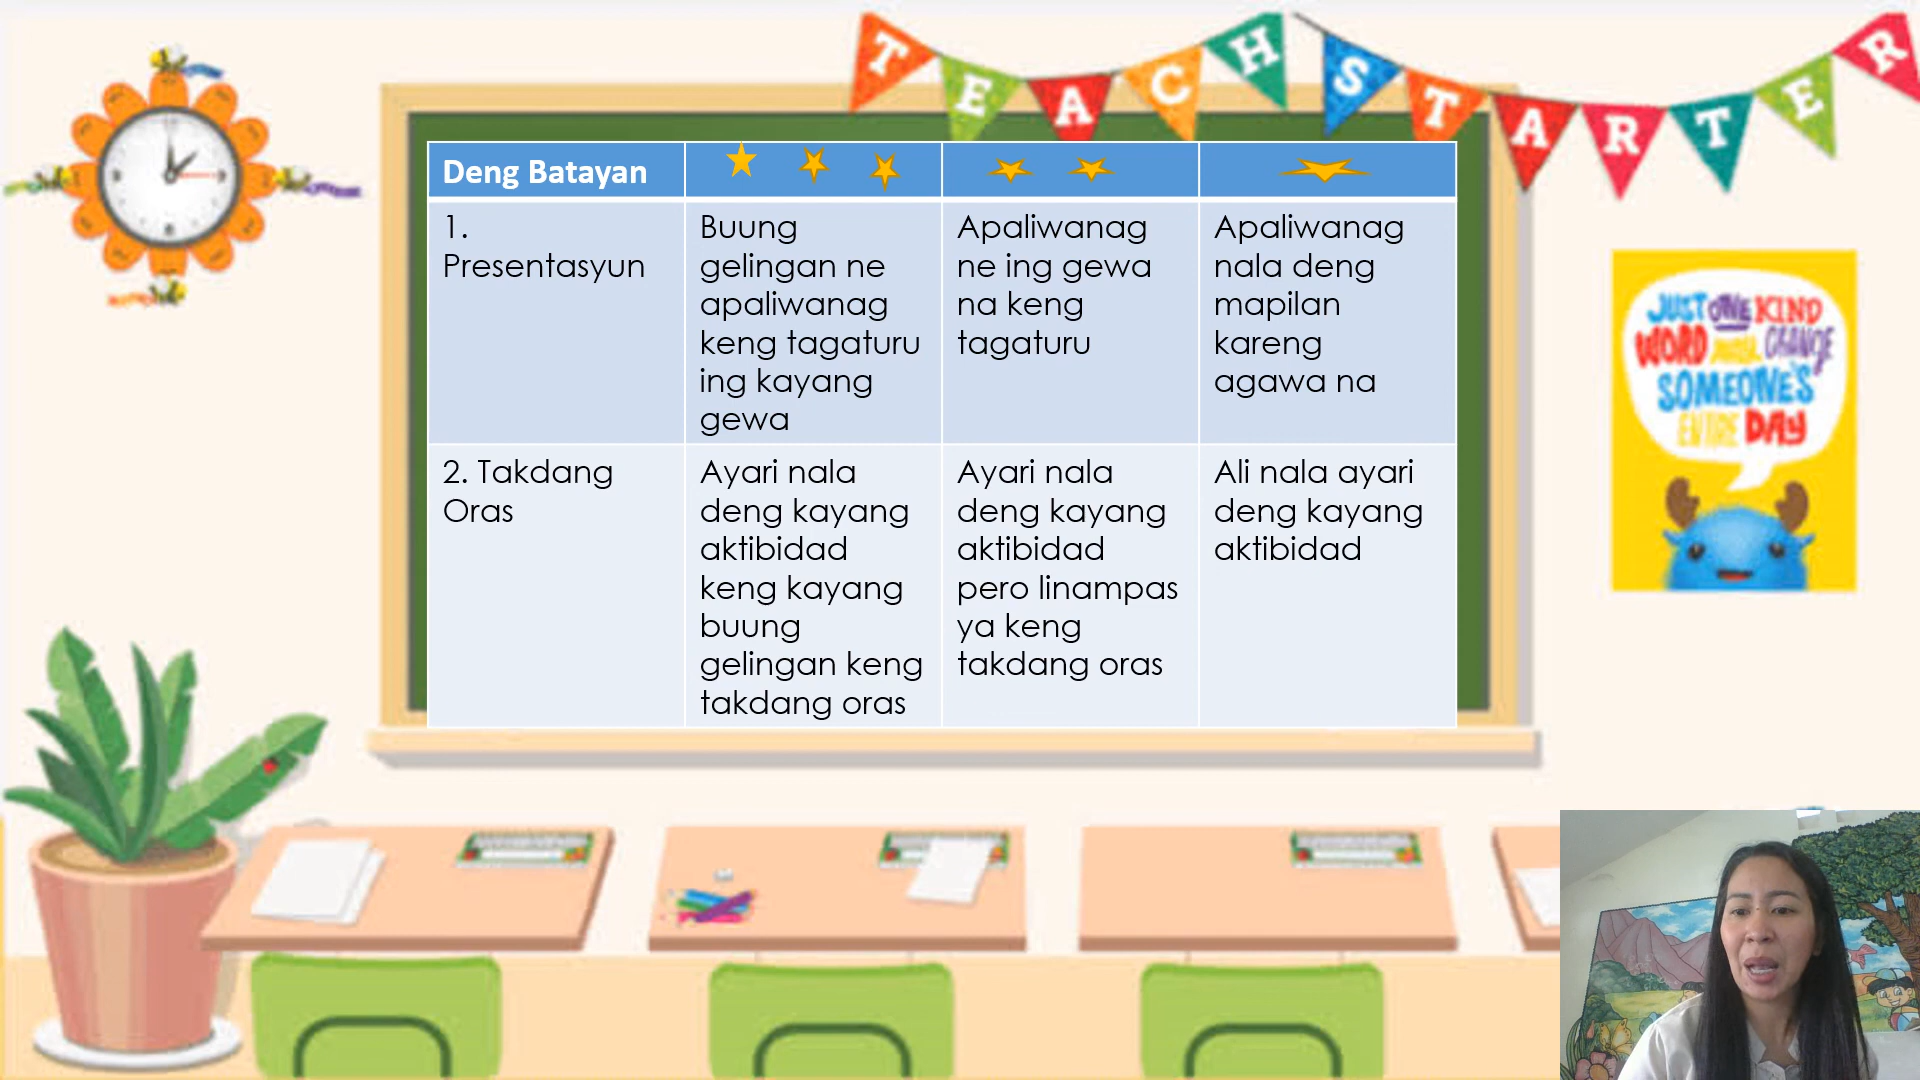 TEACH STARTER
Deng Batayan
1.
Presentasyun
Buung
gelingan ne
apaliwanag
keng tagaturu
ing kayang
gewa
Apaliwanag
ne ing gewa
na keng
tagaturu
Apaliwanag
nala deng
mapilan
kareng
agawa na
2. Takdang
Oras
Ayari nala
deng kayang
aktibidad
keng kayang
buung
gelingan keng
takdang oras
Ayari nala
deng kayang
aktibidad
pero linampas
ya keng
takdang oras
Ali nala ayari
deng kayang
aktibidad
JUST ONE KIND
WORD CHANGE
SOMEONE'S
ENTIRE DAY